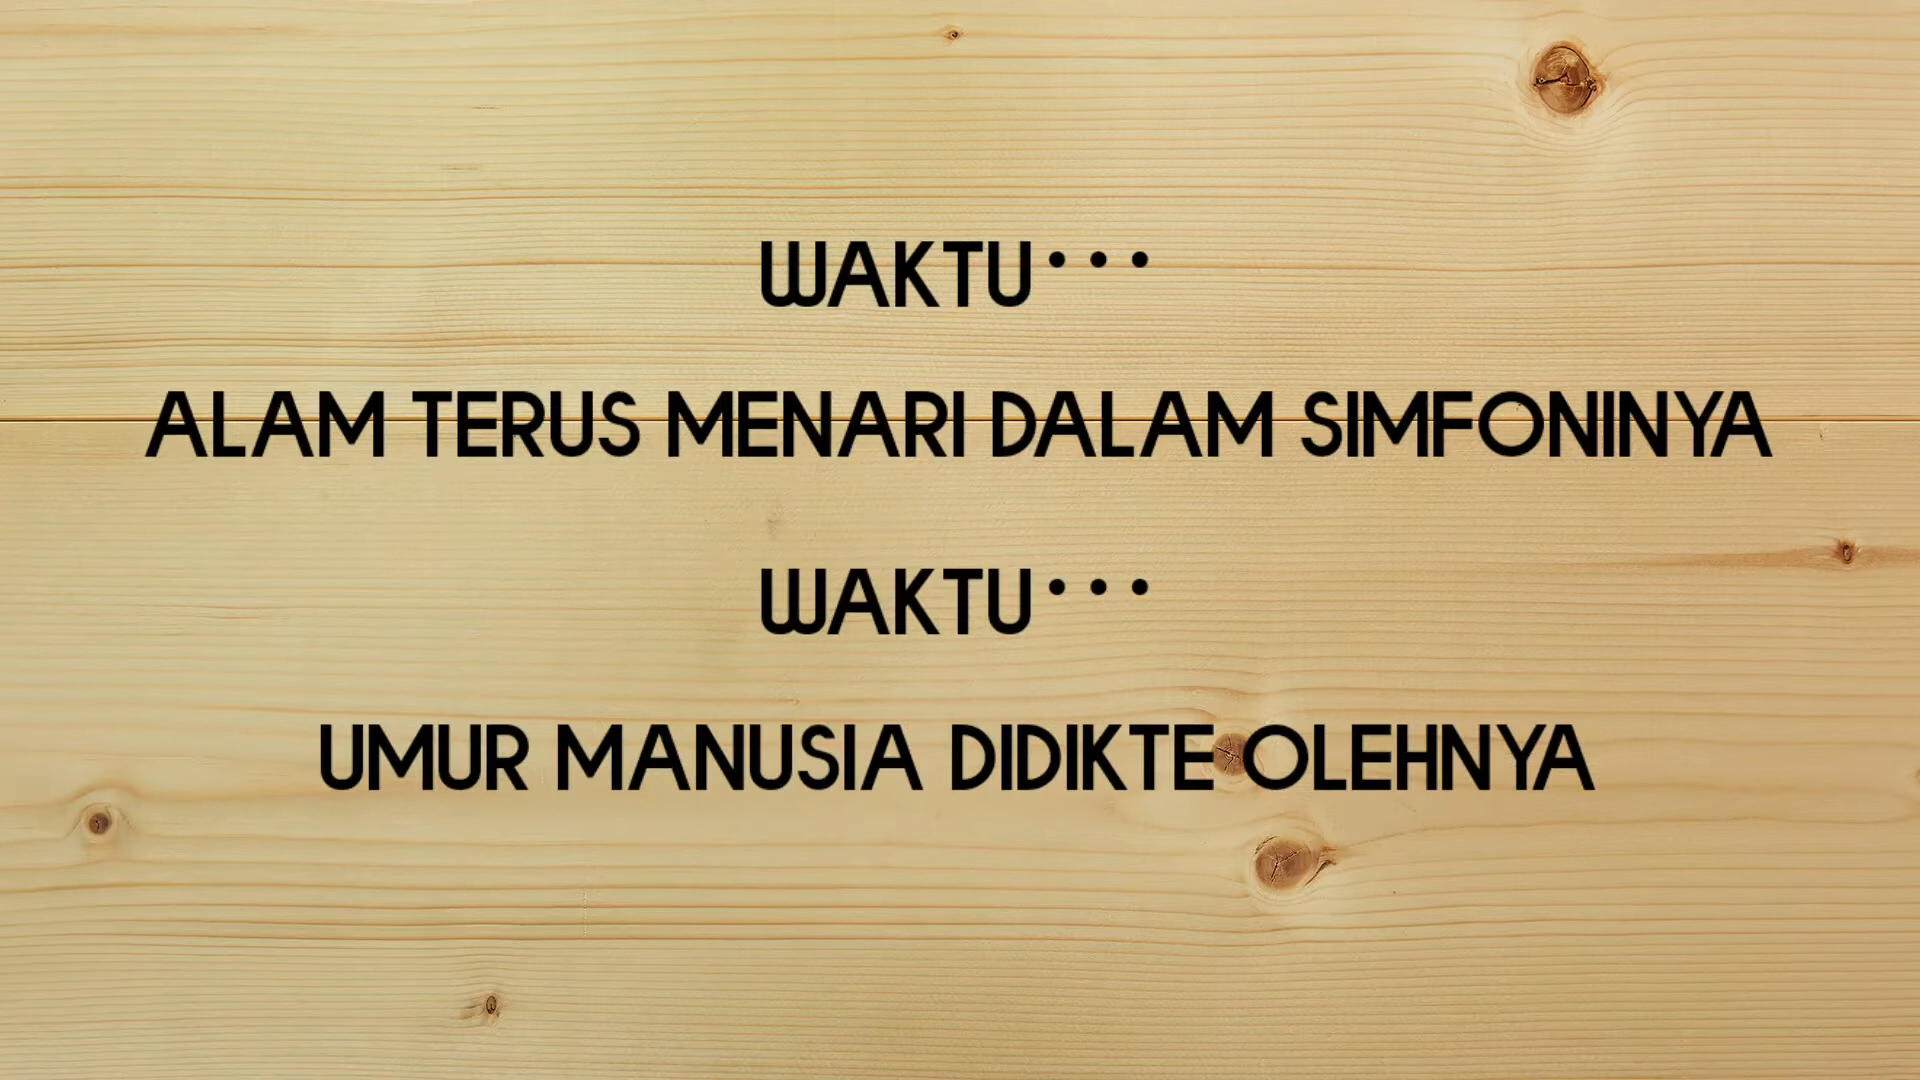 WAKTU...
ALAM TERUS MENARI DALAM SIMFONINYA
WAKTU...
UMUR MANUSIA DIDIKTE OLEHNYA